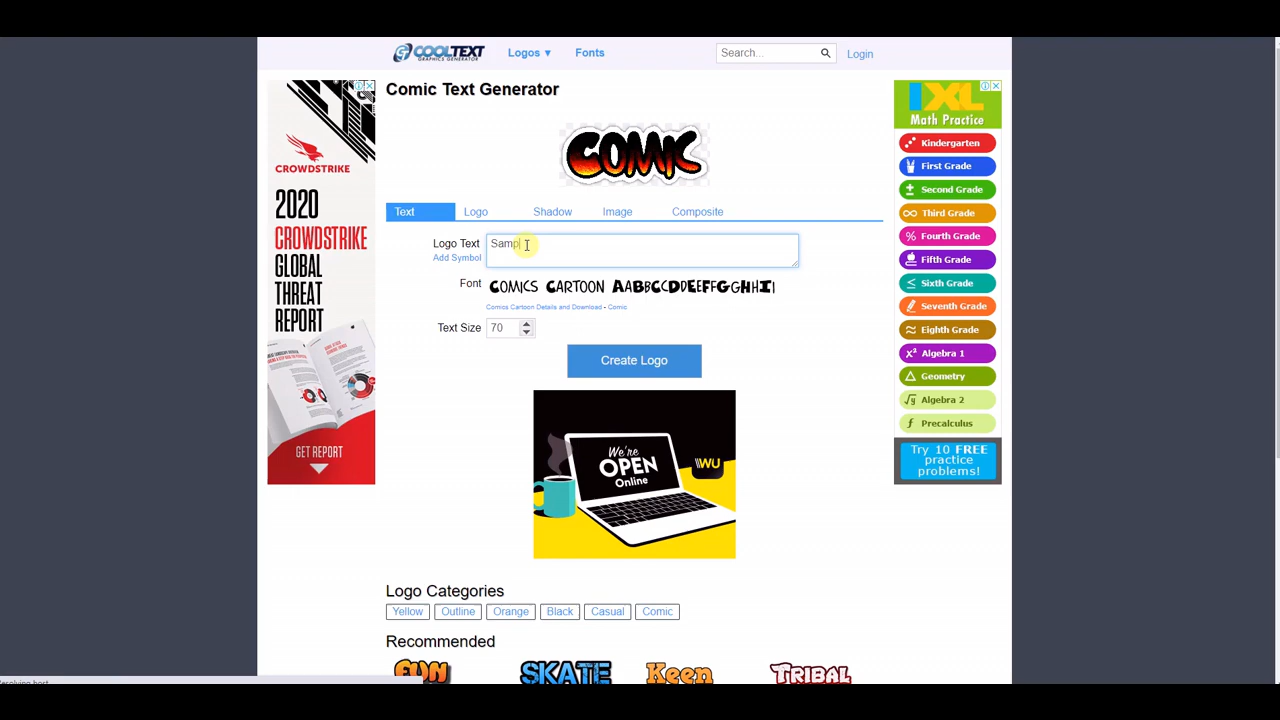 COOLTEXT
GRAPHICS GENERATOR
Logos ▼
Fonts
Search...
Login
Comic Text Generator
COMIC
Text
Logo
Shadow
Image
Composite
Logo Text
Samp
Add Symbol
Font
COMICS CARTOON AABBCCDDEEFFGGHHII
Comics Cartoon Details and Download - Comic
Text Size
70
Create Logo
We're
OPEN
Online
WU
Logo Categories
Yellow
Outline
Orange
Black
Casual
Comic
Recommended
FUN
SKATE
Keen
TRIBAL
CROWDSTRIKE
2020
CROWDSTRIKE
GLOBAL
THREAT
REPORT
GET REPORT
IXL
Math Practice
Kindergarten
First Grade
Second Grade
Third Grade
Fourth Grade
Fifth Grade
Sixth Grade
Seventh Grade
Eighth Grade
x² Algebra 1
Geometry
Algebra 2
Precalculus
Try 10 FREE
practice
problems!